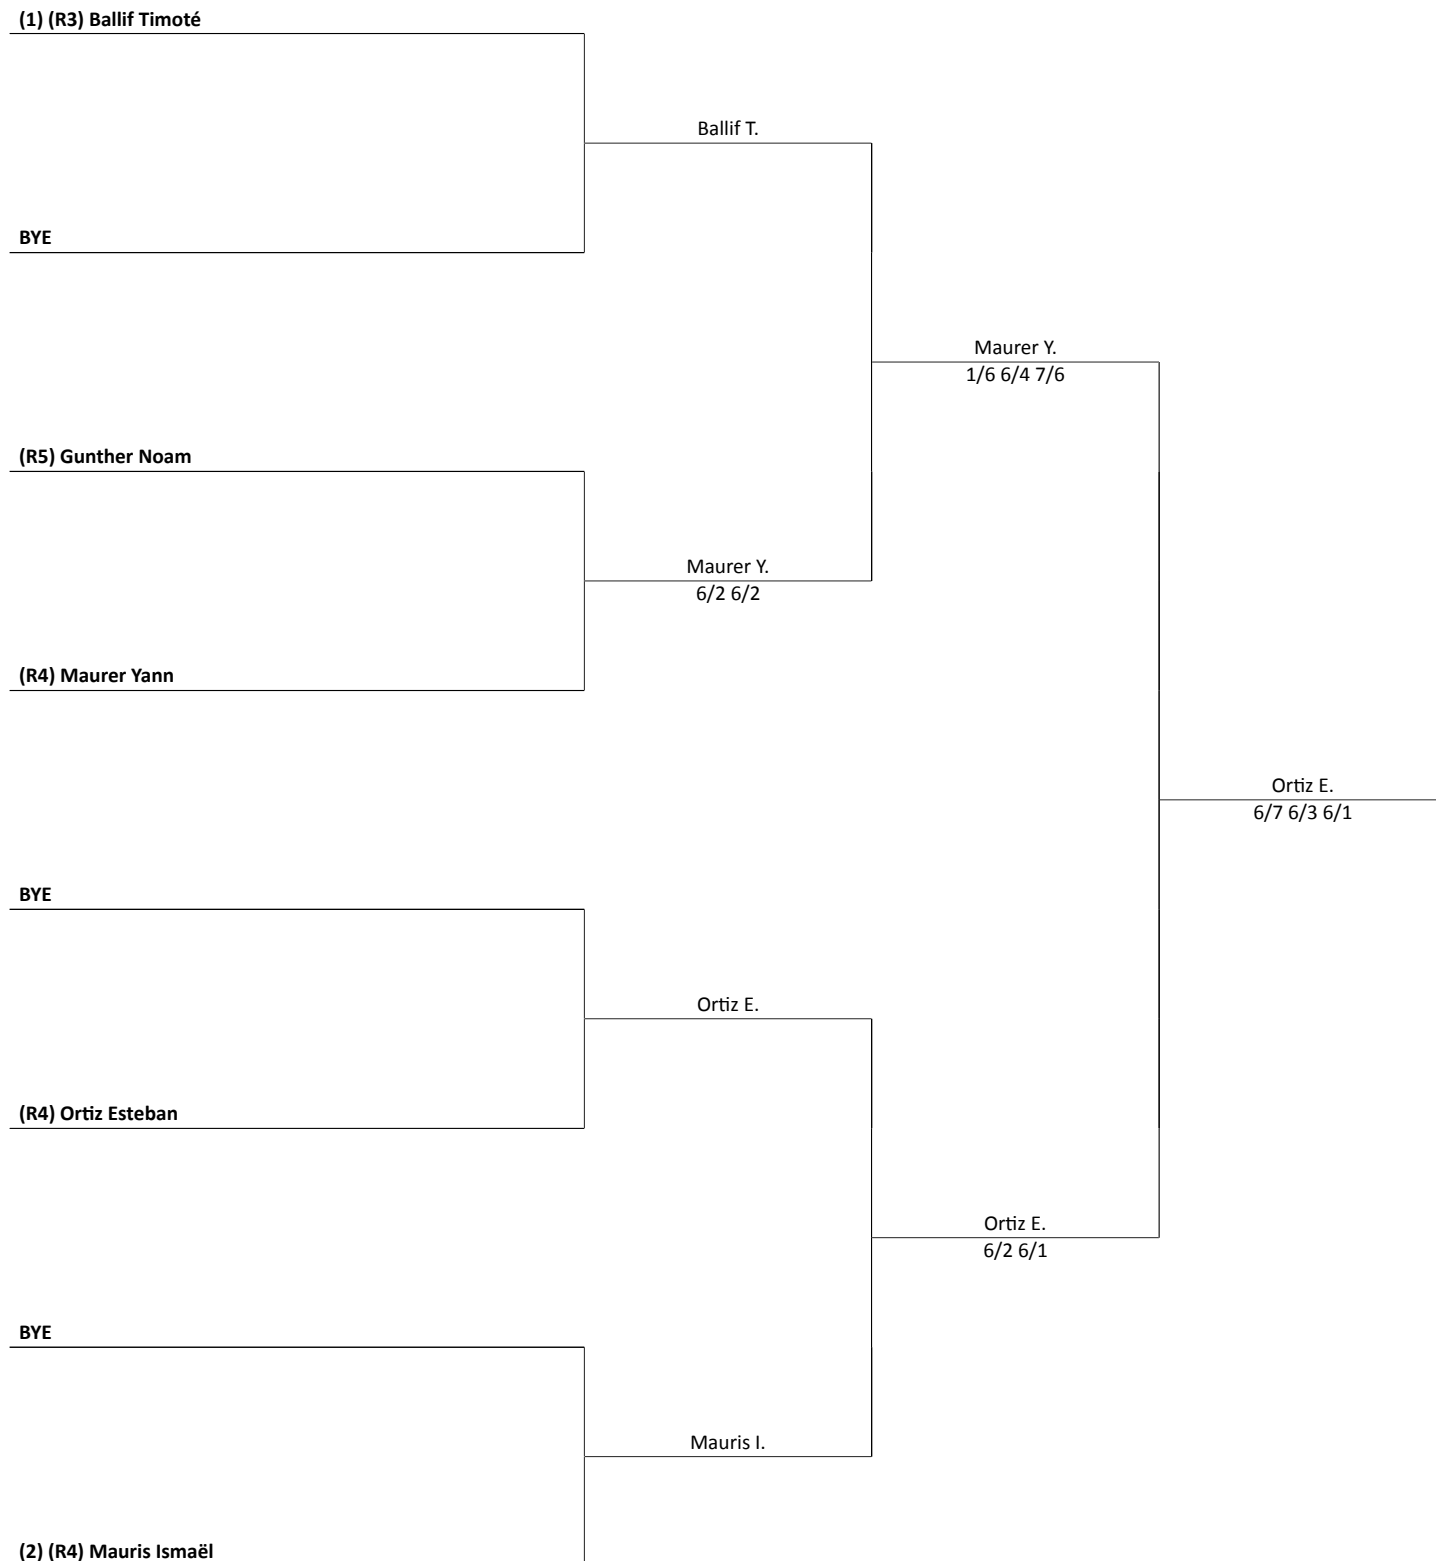 (1) (R3) Ballif Timoté
Ballif T.
BYE
Maurer Y.
1/6 6/4 7/6
(R5) Gunther Noam
Maurer Y.
6/2 6/2
(R4) Maurer Yann
Ortiz E.
6/7 6/3 6/1
BYE
Ortiz E.
(R4) Ortiz Esteban
Ortiz E.
6/2 6/1
BYE
Mauris I.
(2) (R4) Mauris Ismaël